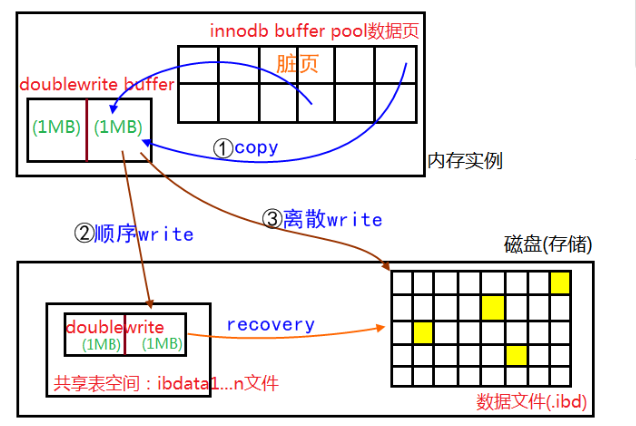 innodb buffer pool数据页
脏页
doublewrite buffer
(1MB)
(1MB)
①copy
内存实例
②顺序write
③离散write
磁盘(存储)
doublewrite
(1MB)
(1MB)
recovery
共享表空间：ibdata1...n文件
数据文件(.ibd)